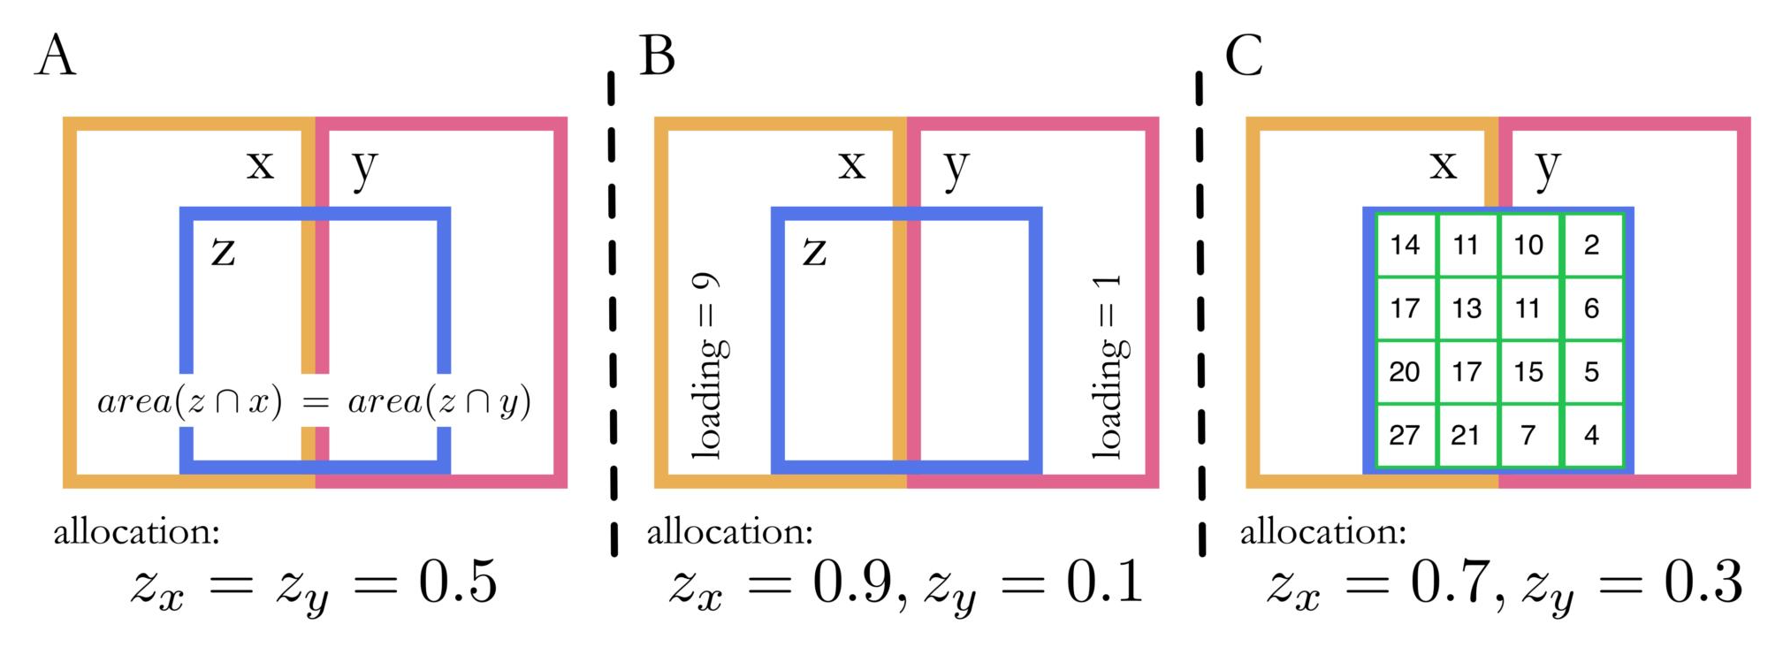 A
x y
z
area(z ∩ x) = area(z ∩ y)
allocation:
z_x = z_y = 0.5
B
x y
z
loading = 9
loading = 1
allocation:
z_x = 0.9, z_y = 0.1
C
x y
14 11 10 2
17 13 11 6
20 17 15 5
27 21 7 4
allocation:
z_x = 0.7, z_y = 0.3